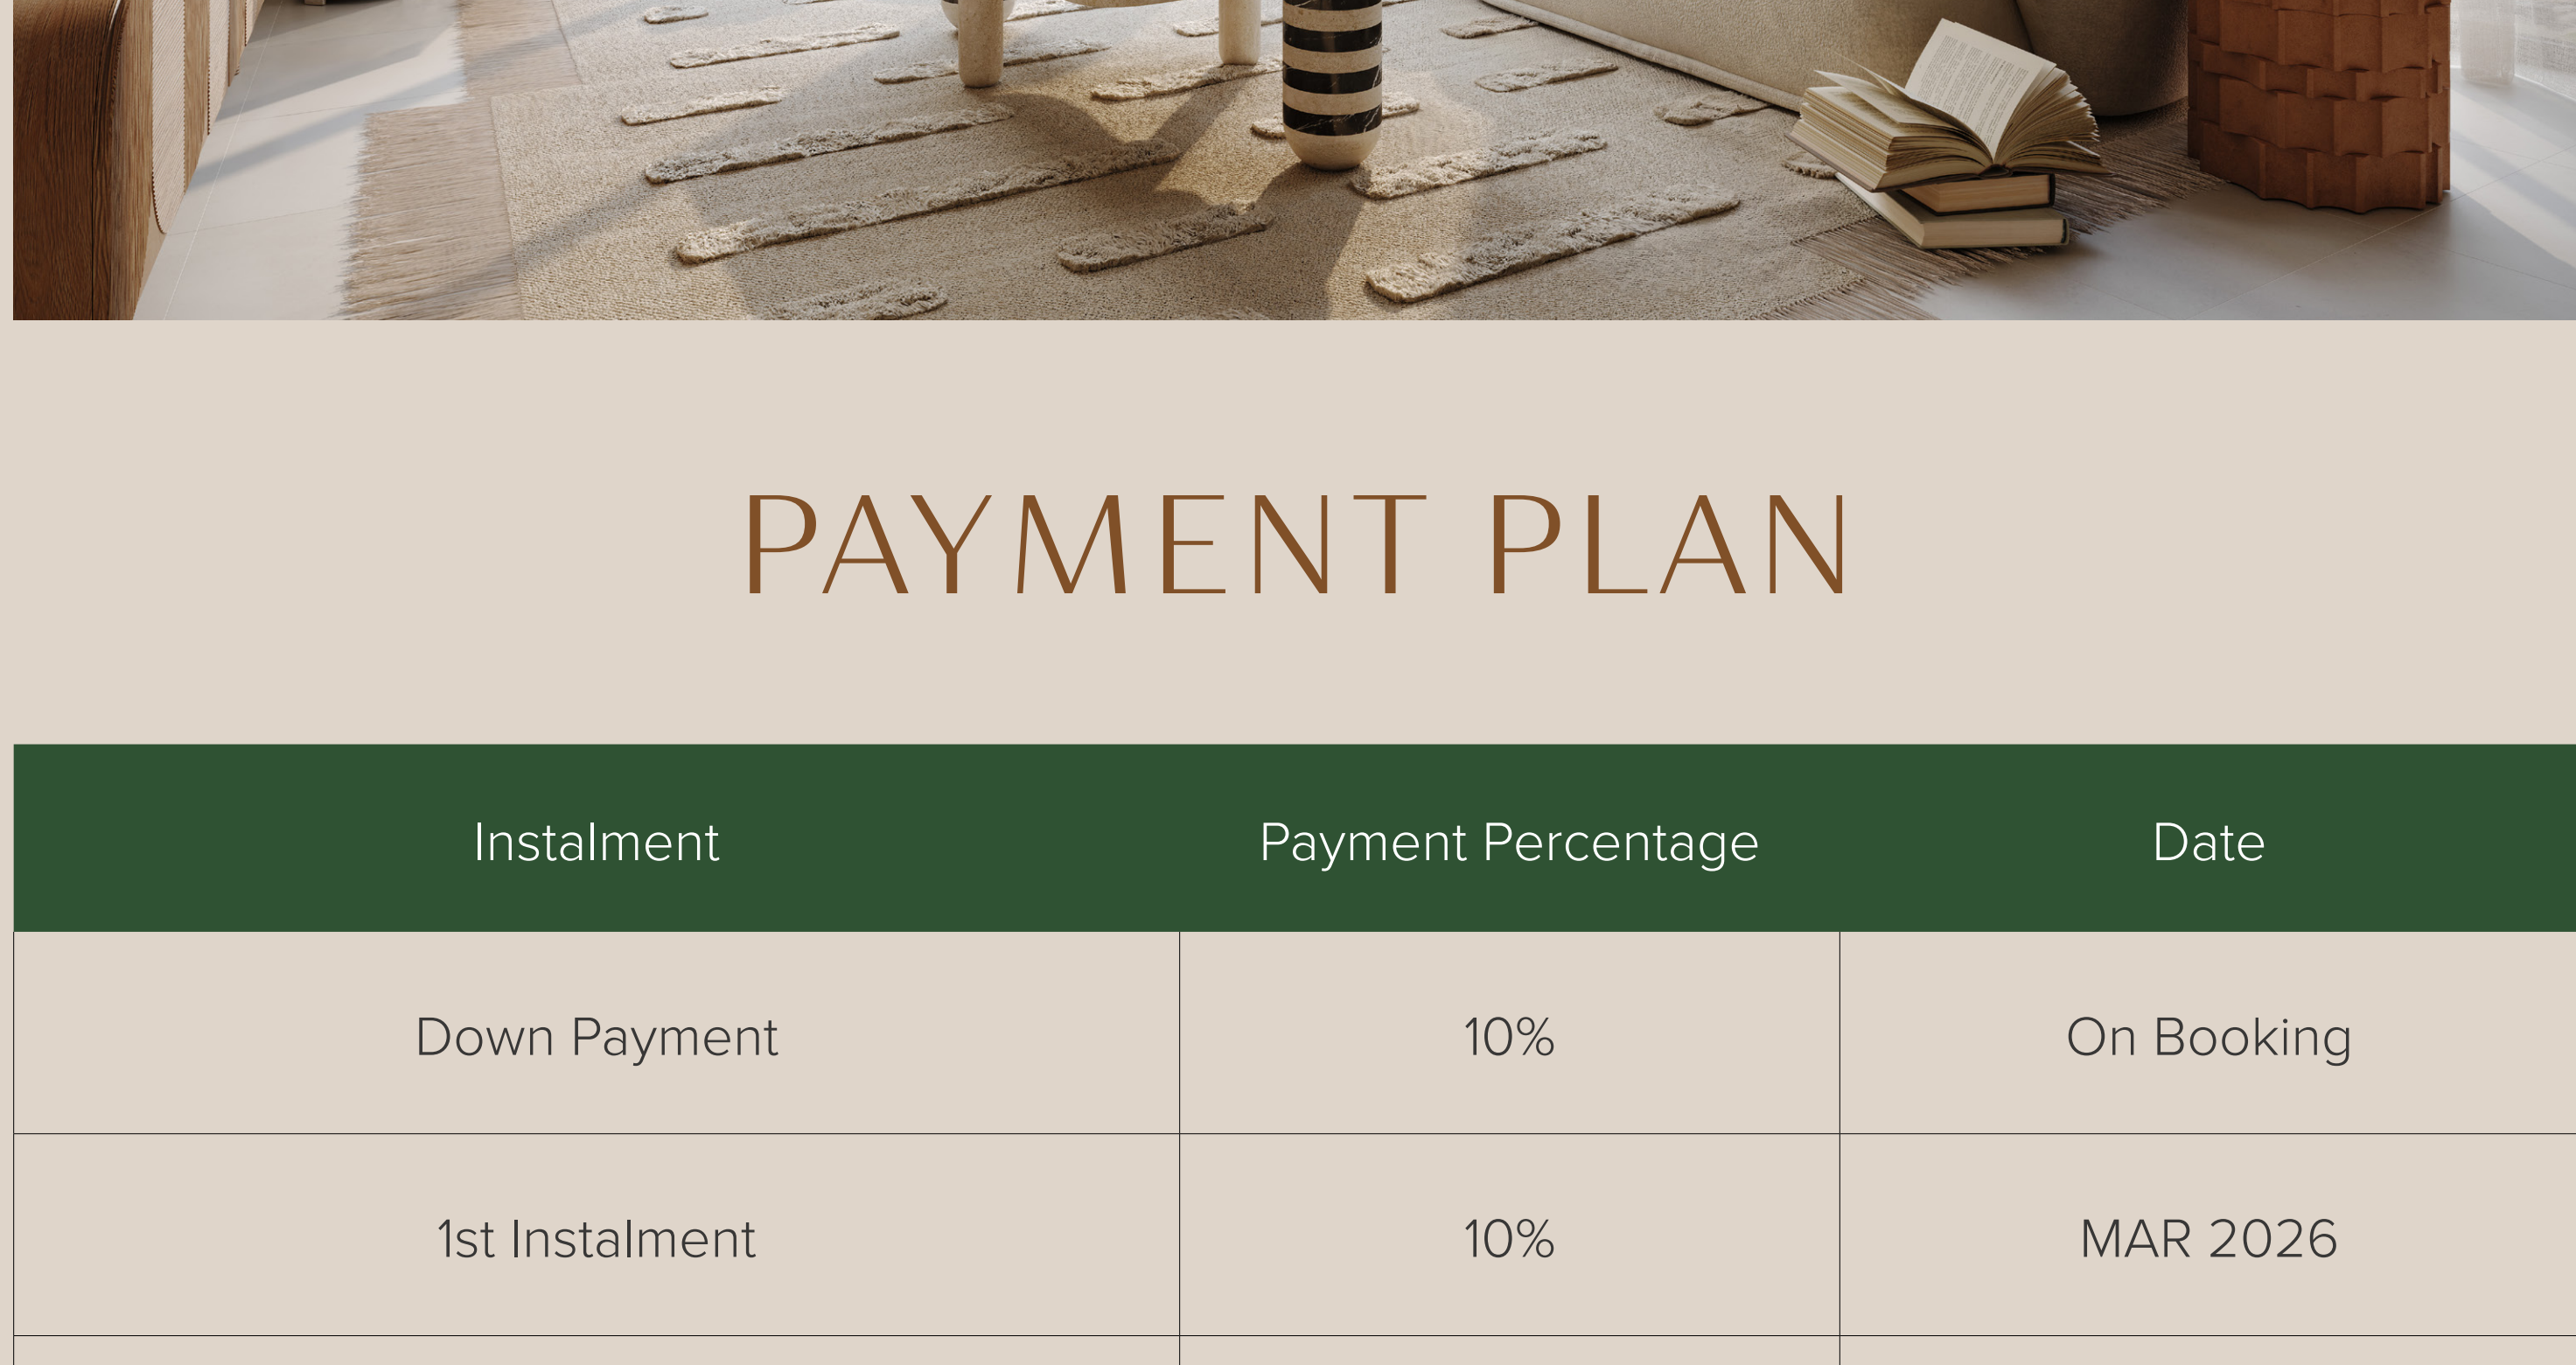 PAYMENT PLAN
Instalment Payment Percentage Date
Down Payment 10% On Booking
1st Instalment 10% MAR 2026